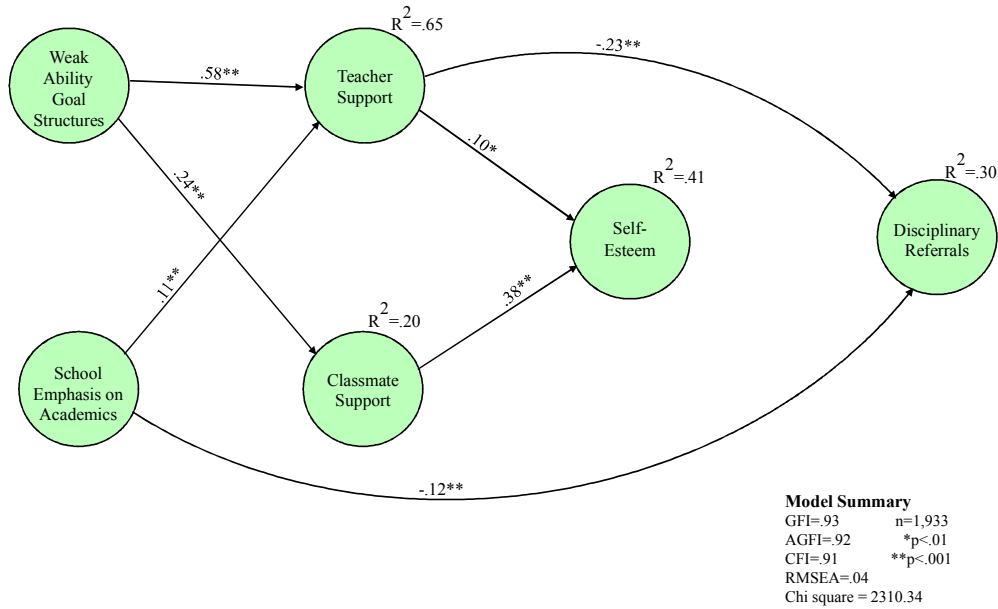 R²=.65
Weak
Ability
Goal
Structures
.58**
Teacher
Support
-.23**
.10*
.24**
R²=.41
Self-
Esteem
R²=.30
Disciplinary
Referrals
.11**
.38**
R²=.20
School
Emphasis on
Academics
Classmate
Support
-.12**
Model Summary
GFI=.93 n=1,933
AGFI=.92 *p<.01
CFI=.91 **p<.001
RMSEA=.04
Chi square = 2310.34